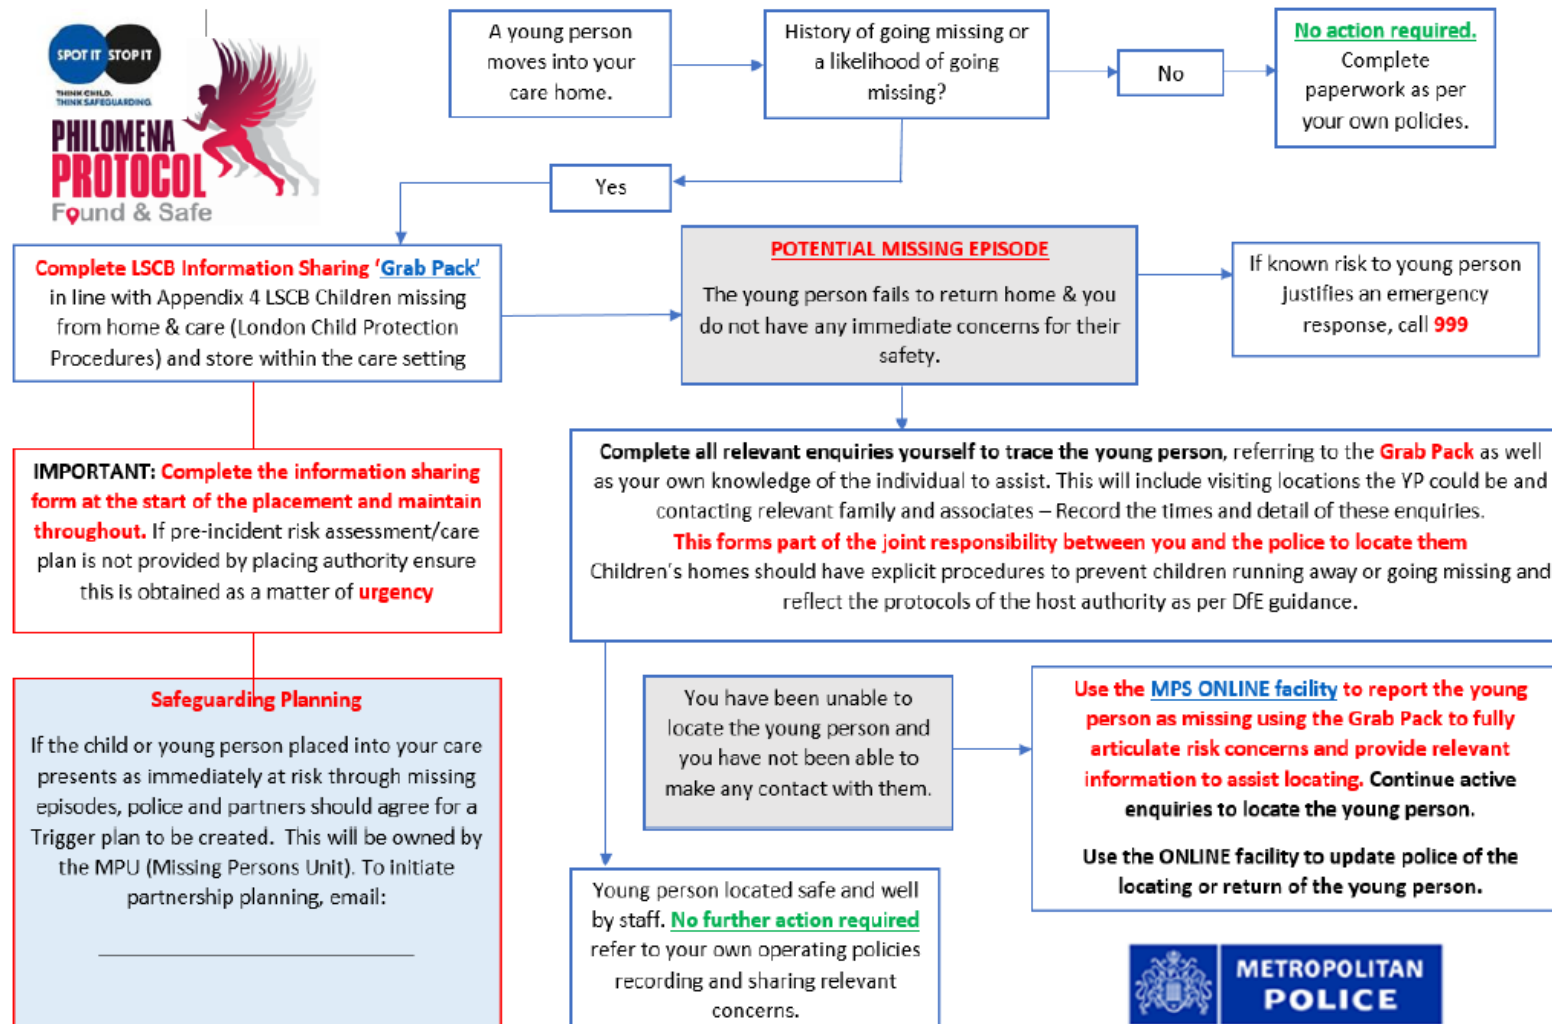 SPOT IT
STOP IT
THINK CHILD.
THINK SAFEGUARDING.
PHILOMENA
PROTOCOL
Found & Safe
A young person
moves into your
care home.
History of going missing or
a likelihood of going
missing?
No
No action required.
Complete
paperwork as per
your own policies.
Yes
Complete LSCB Information Sharing ‘Grab Pack’
in line with Appendix 4 LSCB Children missing
from home & care (London Child Protection
Procedures) and store within the care setting
POTENTIAL MISSING EPISODE
The young person fails to return home & you
do not have any immediate concerns for their
safety.
If known risk to young person
justifies an emergency
response, call 999
IMPORTANT: Complete the information sharing
form at the start of the placement and maintain
throughout. If pre-incident risk assessment/care
plan is not provided by placing authority ensure
this is obtained as a matter of urgency
Complete all relevant enquiries yourself to trace the young person, referring to the Grab Pack as well
as your own knowledge of the individual to assist. This will include visiting locations the YP could be and
contacting relevant family and associates – Record the times and detail of these enquiries.
This forms part of the joint responsibility between you and the police to locate them
Children’s homes should have explicit procedures to prevent children running away or going missing and
reflect the protocols of the host authority as per DfE guidance.
Safeguarding Planning
If the child or young person placed into your care
presents as immediately at risk through missing
episodes, police and partners should agree for a
Trigger plan to be created. This will be owned by
the MPU (Missing Persons Unit). To initiate
partnership planning, email:
You have been unable to
locate the young person and
you have not been able to
make any contact with them.
Use the MPS ONLINE facility to report the young
person as missing using the Grab Pack to fully
articulate risk concerns and provide relevant
information to assist locating. Continue active
enquiries to locate the young person.
Use the ONLINE facility to update police of the
locating or return of the young person.
Young person located safe and well
by staff. No further action required
refer to your own operating policies
recording and sharing relevant
concerns.
METROPOLITAN
POLICE